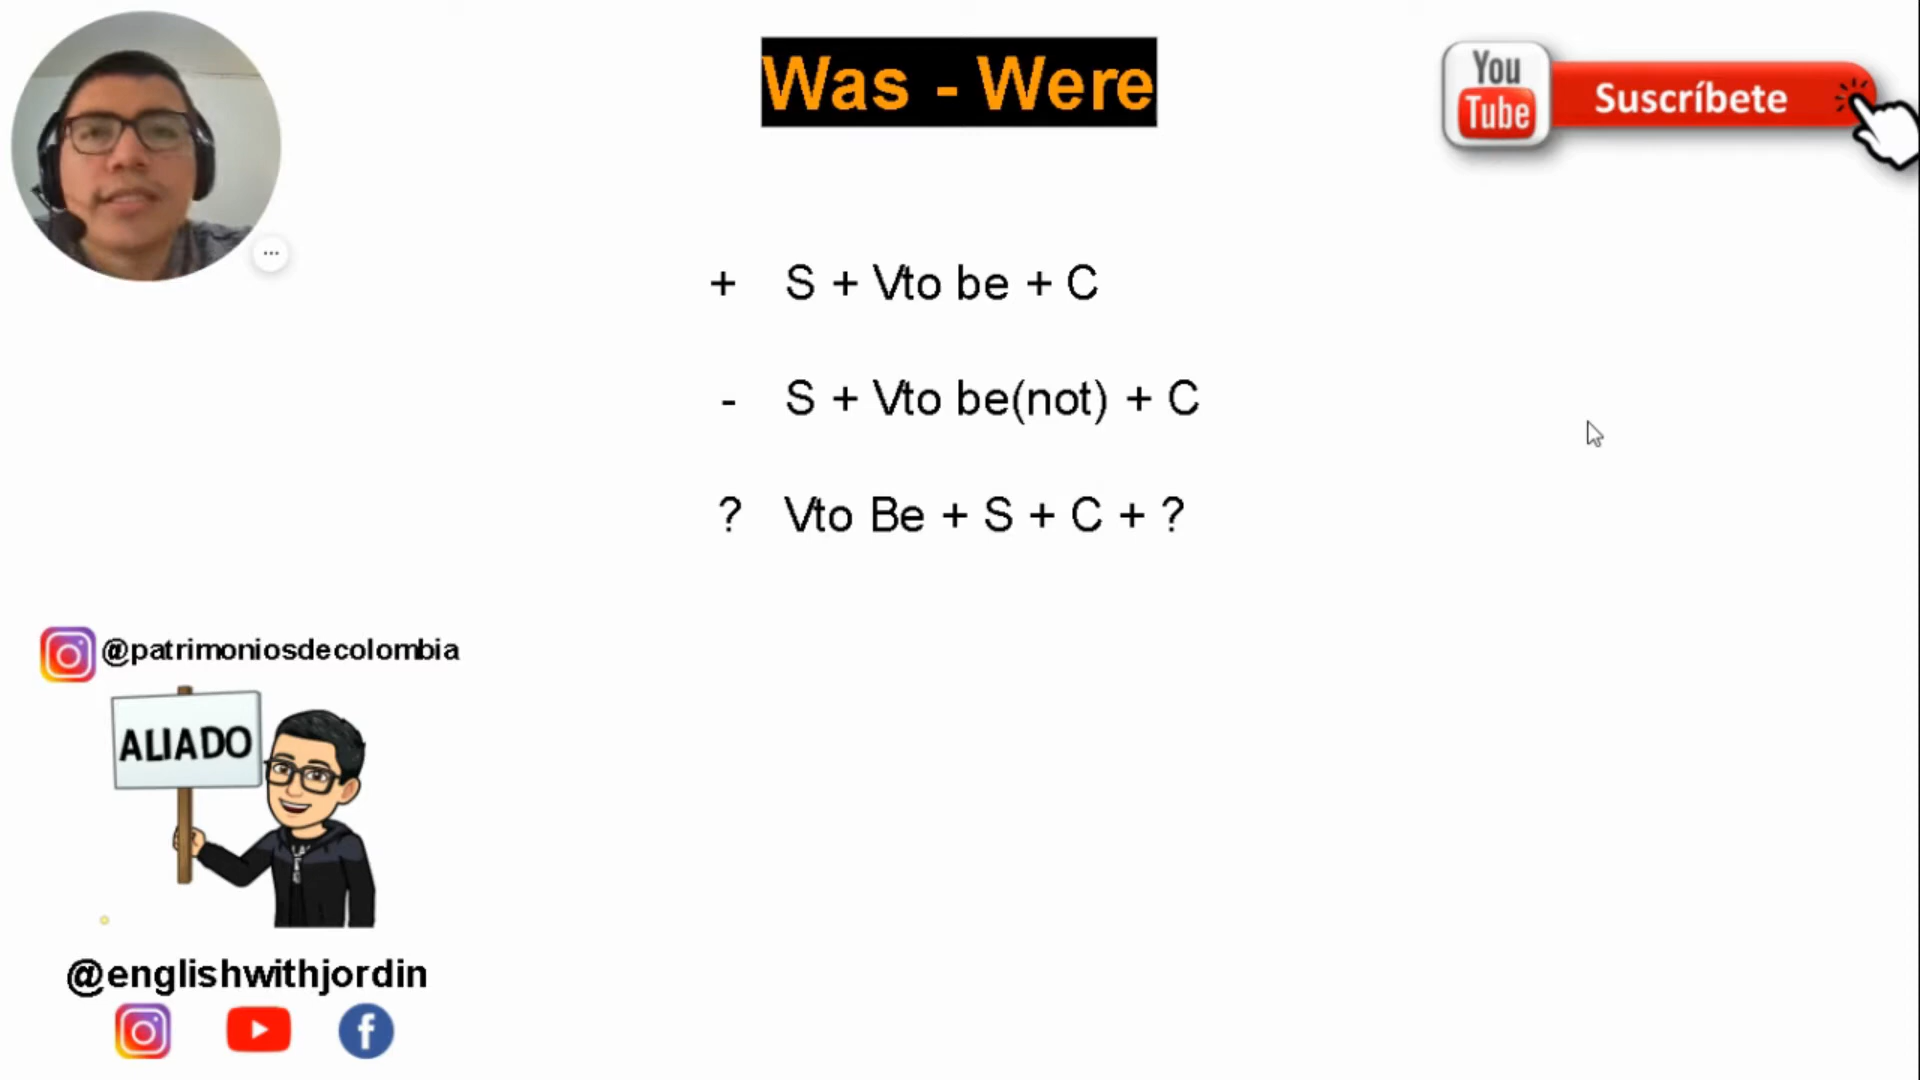 Was - Were
You
Tube
Suscríbete
+ S + Vto be + C
- S + Vto be(not) + C
? Vto Be + S + C + ?
@patrimoniosdecolombia
ALIADO
@englishwithjordin